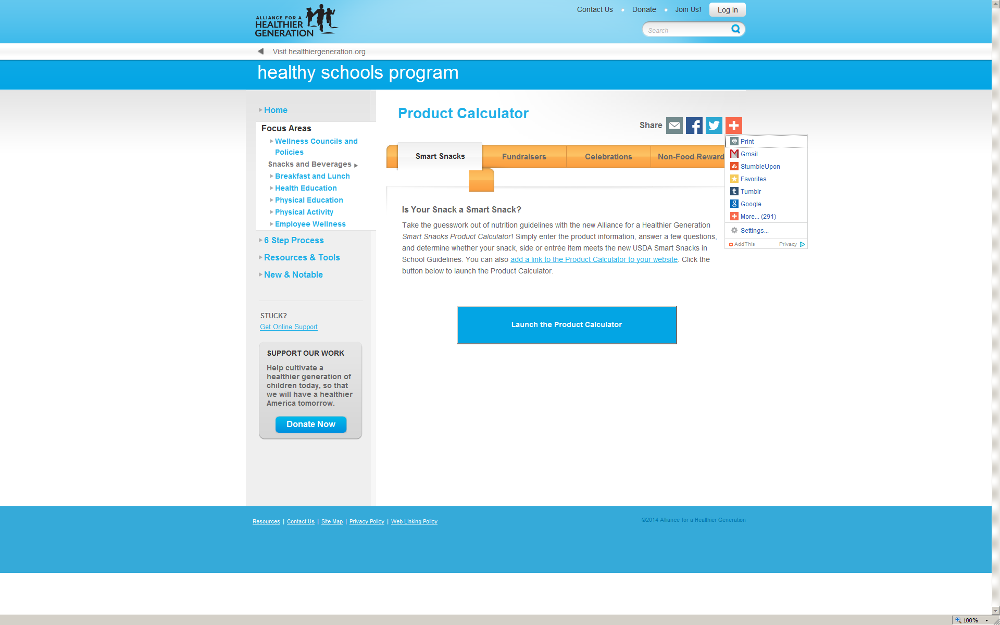 Contact Us
Donate
Join Us!
Log In
ALLIANCE FOR A
HEALTHIER
GENERATION
Search
Visit healthiergeneration.org
healthy schools program
Home
Focus Areas
Wellness Councils and
Policies
Snacks and Beverages
Breakfast and Lunch
Health Education
Physical Education
Physical Activity
Employee Wellness
6 Step Process
Resources & Tools
New & Notable
STUCK?
Get Online Support
SUPPORT OUR WORK
Help cultivate a
healthier generation of
children today, so that
we will have a healthier
America tomorrow.
Donate Now
Product Calculator
Share
Smart Snacks
Fundraisers
Celebrations
Non-Food Reward
Print
Gmail
StumbleUpon
Favorites
Tumblr
Google
More... (291)
Settings...
AddThis
Privacy
Is Your Snack a Smart Snack?
Take the guesswork out of nutrition guidelines with the new Alliance for a Healthier Generation
Smart Snacks Product Calculator! Simply enter the product information, answer a few questions,
and determine whether your snack, side or entrée item meets the new USDA Smart Snacks in
School Guidelines. You can also add a link to the Product Calculator to your website. Click the
button below to launch the Product Calculator.
Launch the Product Calculator
Resources | Contact Us | Site Map | Privacy Policy | Web Linking Policy
©2014 Alliance for a Healthier Generation
100%